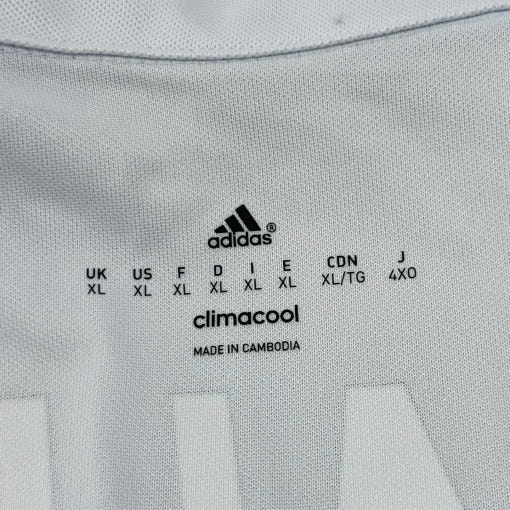 adidas®
UK US F D I E CDN J
XL XL XL XL XL XL XL/TG 4XO
climacool
MADE IN CAMBODIA